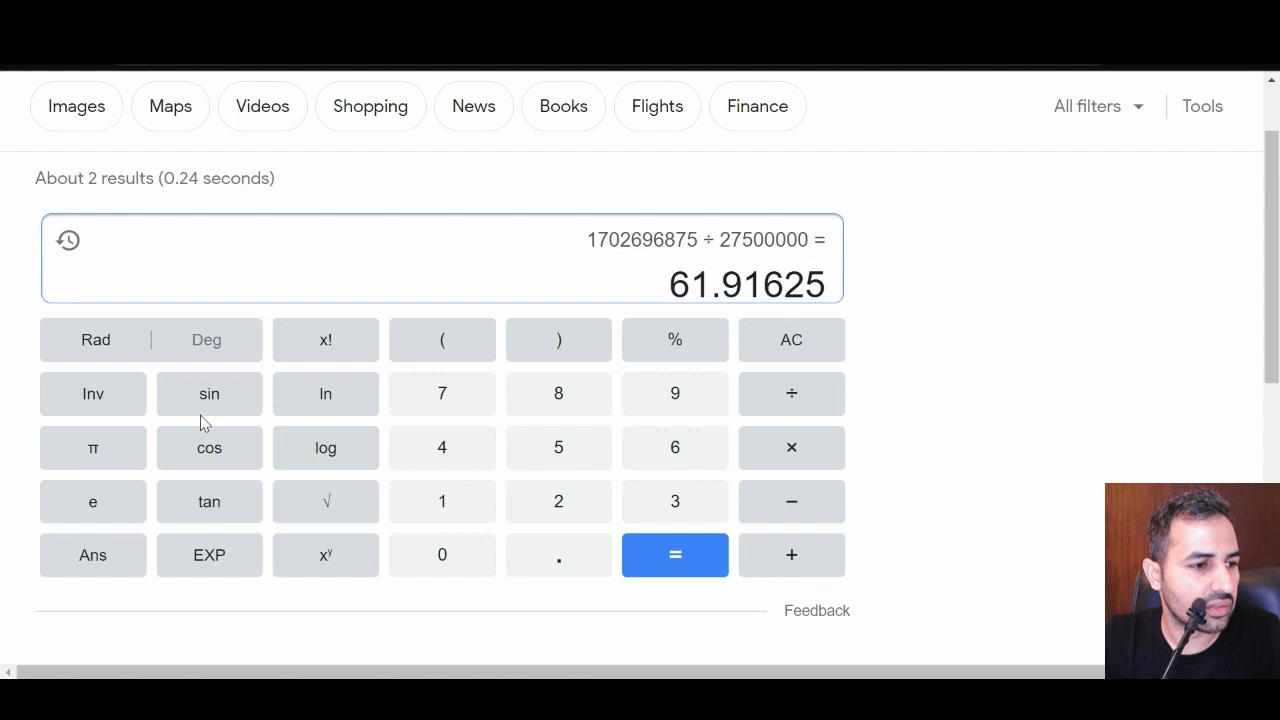 Images Maps Videos Shopping News Books Flights Finance All filters Tools
About 2 results (0.24 seconds)
1702696875 ÷ 27500000 =
61.91625
Rad Deg x! ( ) % AC
Inv sin ln 7 8 9 ÷
π cos log 4 5 6 ×
e tan √ 1 2 3 −
Ans EXP xʸ 0 . = +
Feedback